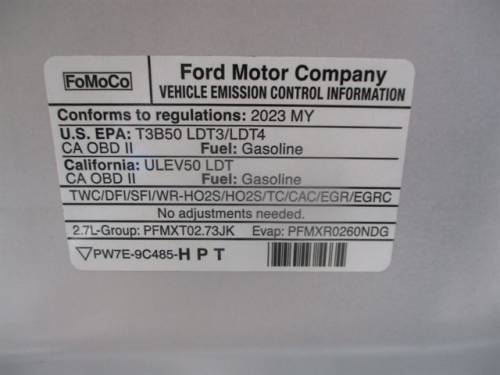 FoMoCo
Ford Motor Company
VEHICLE EMISSION CONTROL INFORMATION
Conforms to regulations: 2023 MY
U.S. EPA: T3B50 LDT3/LDT4
CA OBD II Fuel: Gasoline
California: ULEV50 LDT
CA OBD II Fuel: Gasoline
TWC/DFI/SFI/WR-HO2S/HO2S/TC/CAC/EGR/EGRC
No adjustments needed.
2.7L-Group: PFMXT02.73JK Evap: PFMXR0260NDG
▽PW7E-9C485-HPT